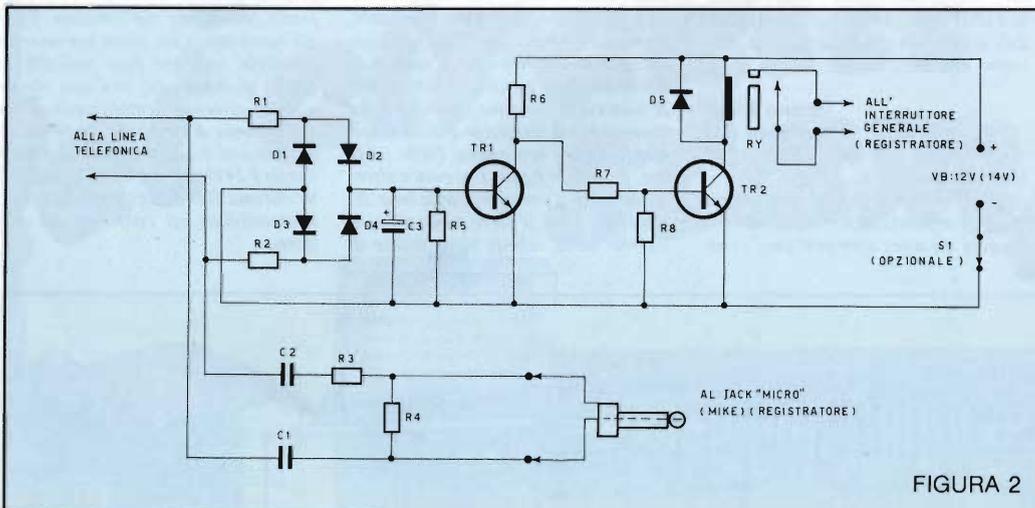 R1
ALLA LINEA
TELEFONICA
D1
D2
D3
D4
R2
C3
R5
TR1
R6
R7
R8
D5
TR2
RY
ALL'
INTERRUTTORE
GENERALE
(REGISTRATORE)
+
VB:12V (14V)
-
S1
(OPZIONALE)
C2
R3
R4
C1
+
AL JACK "MICRO"
(MIKE) (REGISTRATORE)
FIGURA 2